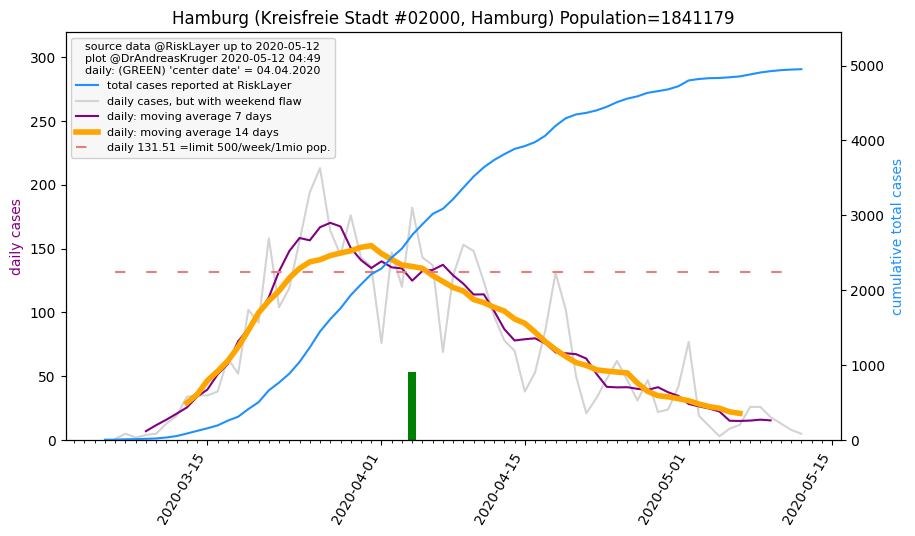 Hamburg (Kreisfreie Stadt #02000, Hamburg) Population=1841179
source data @RiskLayer up to 2020-05-12
plot @DrAndreasKruger 2020-05-12 04:49
daily: (GREEN) 'center date' = 04.04.2020
total cases reported at RiskLayer
daily cases, but with weekend flaw
daily: moving average 7 days
daily: moving average 14 days
daily 131.51 =limit 500/week/1mio pop.
daily cases
300
250
200
150
100
50
0
cumulative total cases
5000
4000
3000
2000
1000
0
2020-03-15
2020-04-01
2020-04-15
2020-05-01
2020-05-15